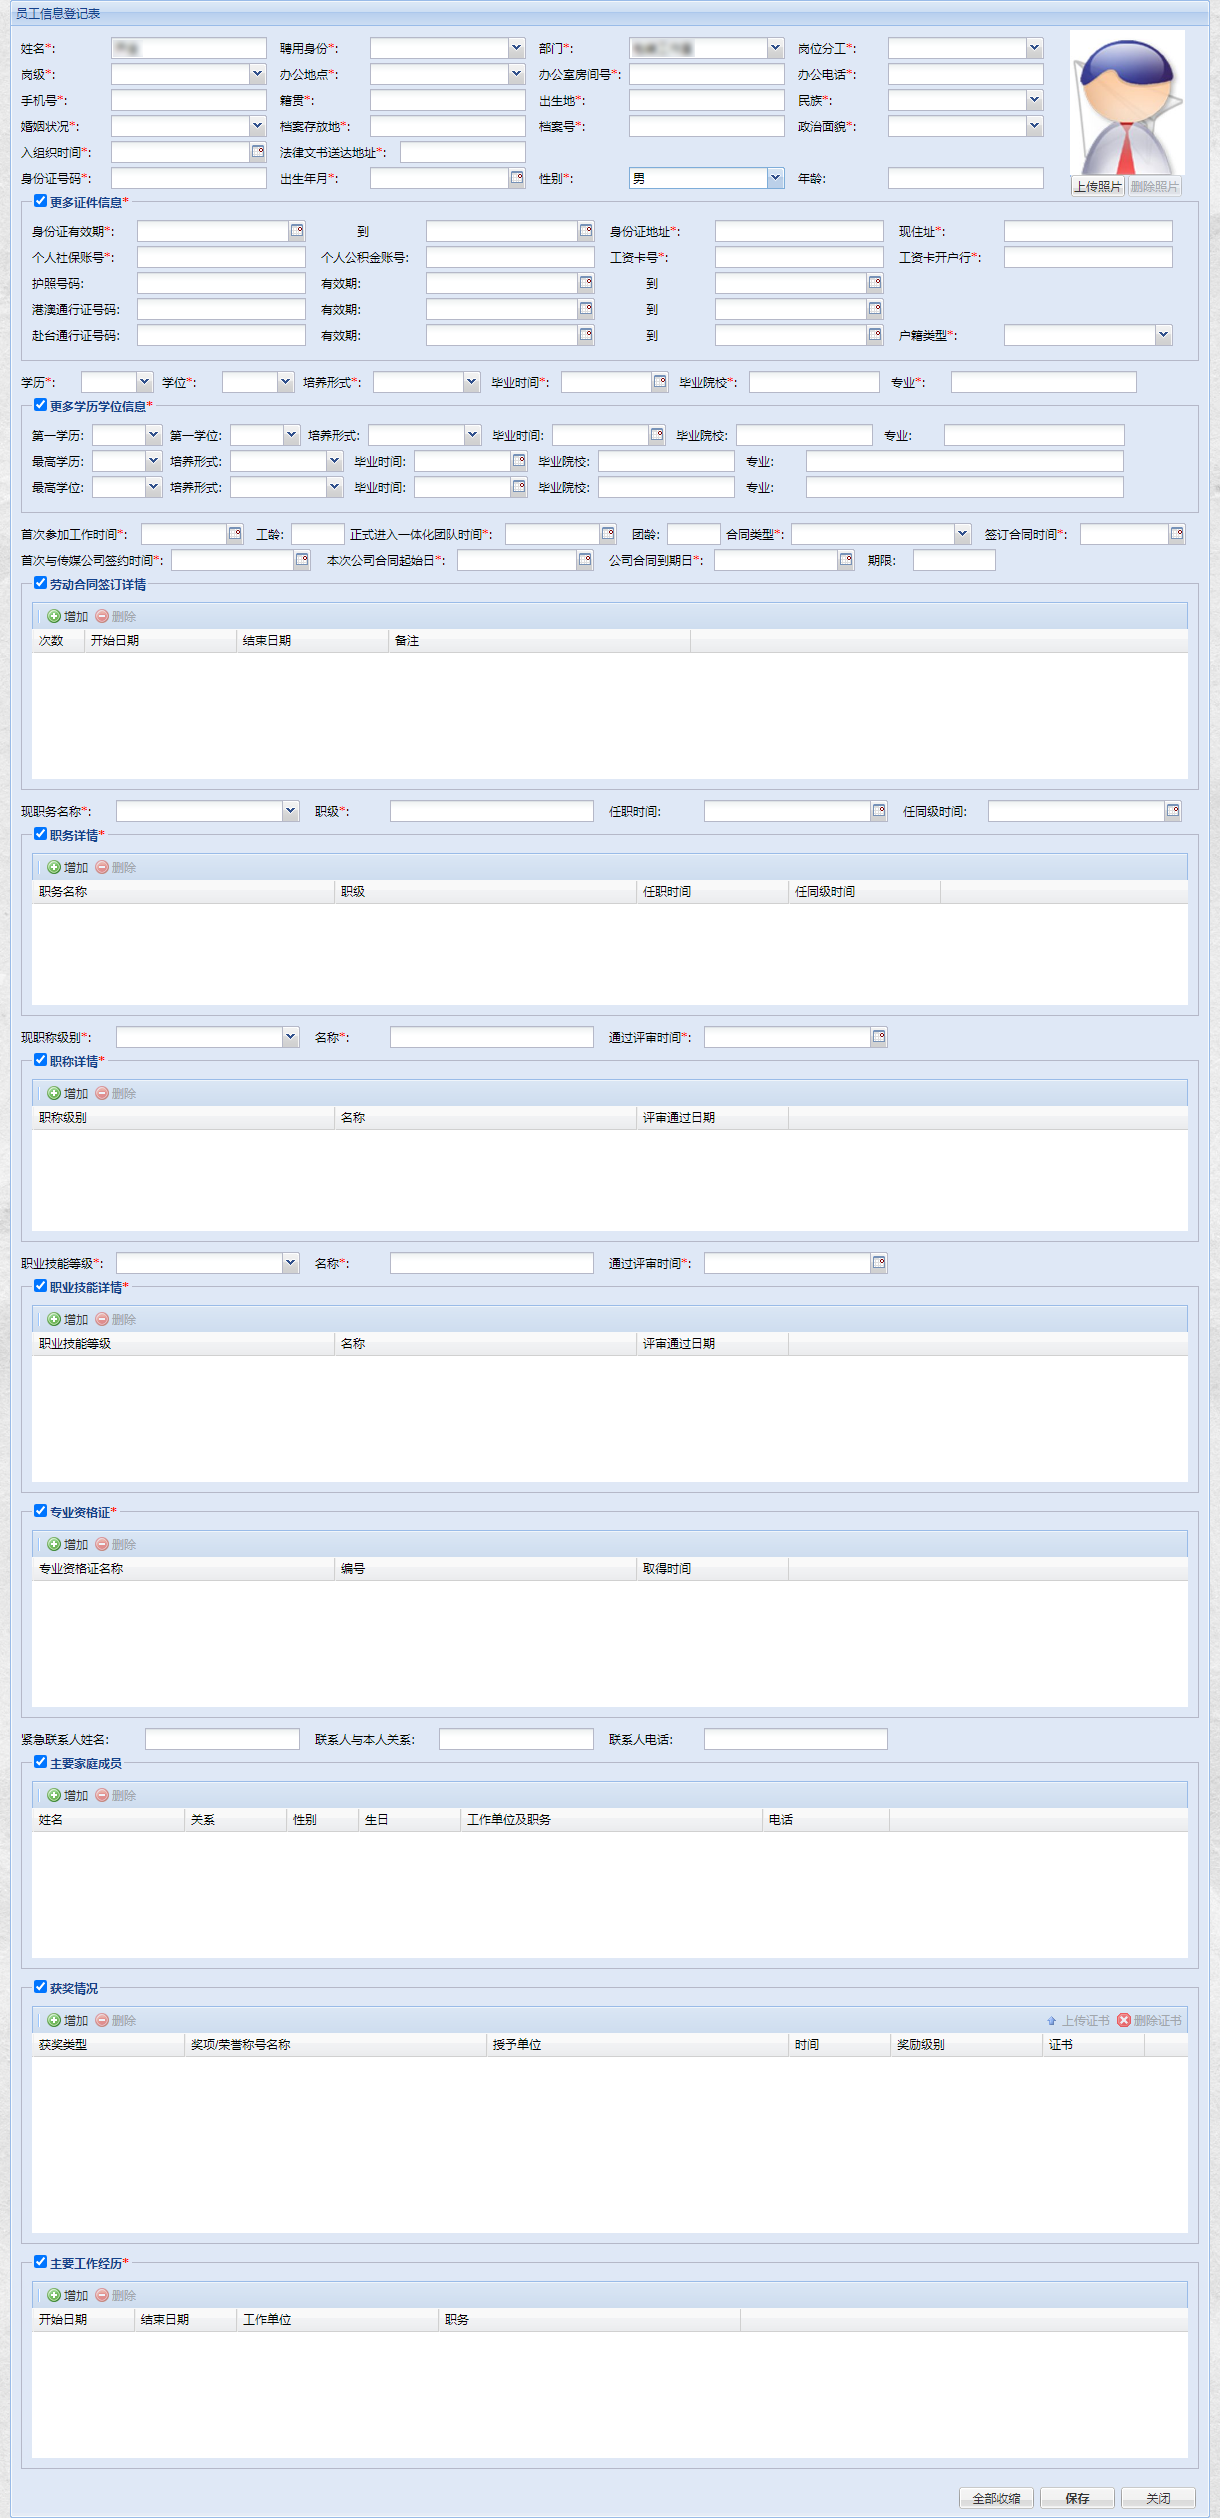 员工信息登记表
姓名*: 聘用身份*: 部门*: 岗位分工*:
岗级*: 办公地点*: 办公室房间号*: 办公电话*:
手机号*: 籍贯*: 出生地*: 民族*:
婚姻状况*: 档案存放地*: 档案号*: 政治面貌*:
入组织时间*: 法律文书送达地址*:
身份证号码*: 出生年月*: 性别*: 男 年龄:
上传照片 删除照片
更多证件信息*
身份证有效期*: 到 身份证地址*: 现住址*:
个人社保账号*: 个人公积金账号: 工资卡号*: 工资卡开户行*:
护照号码: 有效期: 到
港澳通行证号码: 有效期: 到
赴台通行证号码: 有效期: 到 户籍类型*:
学历*: 学位*: 培养形式*: 毕业时间*: 毕业院校*: 专业*:
更多学历学位信息*
第一学历: 第一学位: 培养形式: 毕业时间: 毕业院校: 专业:
最高学历: 培养形式: 毕业时间: 毕业院校: 专业:
最高学位: 培养形式: 毕业时间: 毕业院校: 专业:
首次参加工作时间*: 工龄: 正式进入一体化团队时间*: 团龄: 合同类型*: 签订合同时间*:
首次与传媒公司签约时间*: 本次公司合同起始日*: 公司合同到期日*: 期限:
劳动合同签订详情
增加 删除
次数 开始日期 结束日期 备注
现职务名称*: 职级*: 任职时间: 任同级时间:
职务详情*
增加 删除
职务名称 职级 任职时间 任同级时间
现职称级别*: 名称*: 通过评审时间*:
职称详情*
增加 删除
职称级别 名称 评审通过日期
职业技能等级*: 名称*: 通过评审时间*:
职业技能详情*
增加 删除
职业技能等级 名称 评审通过日期
专业资格证*
增加 删除
专业资格证名称 编号 取得时间
紧急联系人姓名: 联系人与本人关系: 联系人电话:
主要家庭成员
增加 删除
姓名 关系 性别 生日 工作单位及职务 电话
获奖情况
增加 删除 上传证书 删除证书
获奖类型 奖项/荣誉称号名称 授予单位 时间 奖励级别 证书
主要工作经历*
增加 删除
开始日期 结束日期 工作单位 职务
全部收缩 保存 关闭